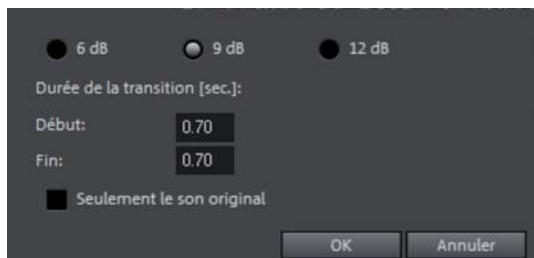 6 dB 9 dB 12 dB
Durée de la transition [sec.]:
Début: 0.70
Fin: 0.70
Seulement le son original
OK Annuler